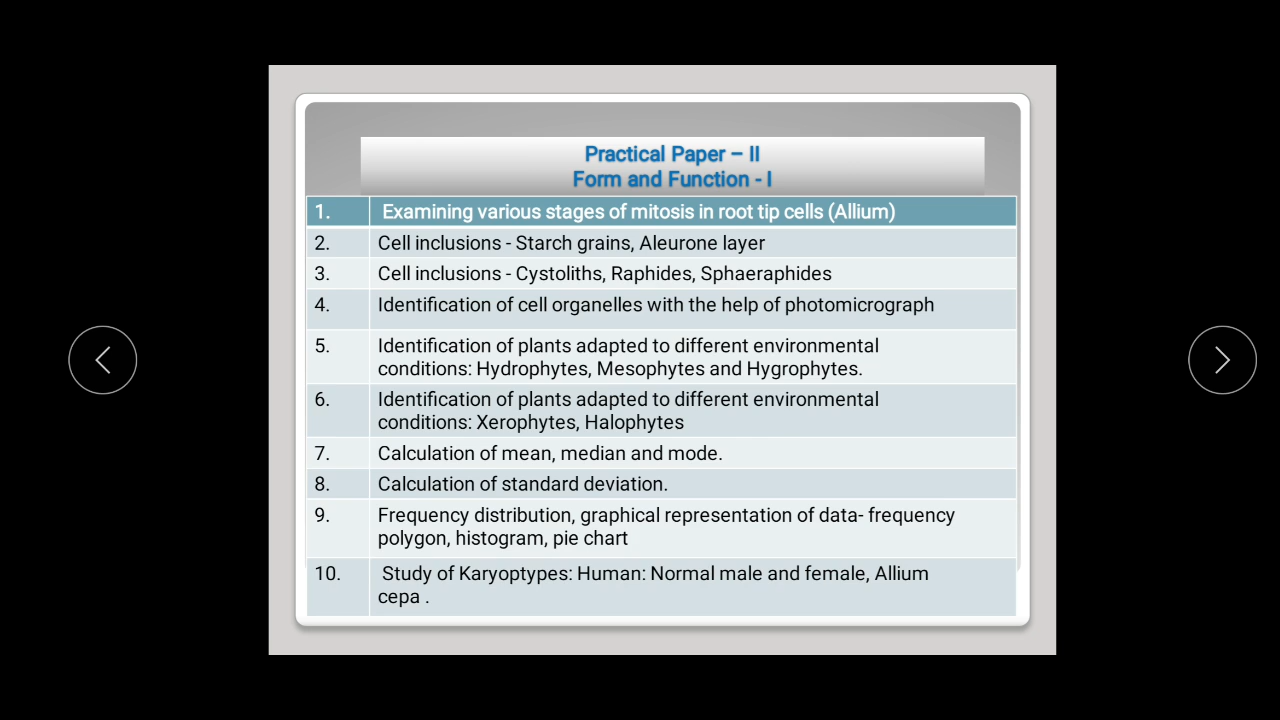 Practical Paper – II
Form and Function - I
1. Examining various stages of mitosis in root tip cells (Allium)
2. Cell inclusions - Starch grains, Aleurone layer
3. Cell inclusions - Cystoliths, Raphides, Sphaeraphides
4. Identification of cell organelles with the help of photomicrograph
5. Identification of plants adapted to different environmental
conditions: Hydrophytes, Mesophytes and Hygrophytes.
6. Identification of plants adapted to different environmental
conditions: Xerophytes, Halophytes
7. Calculation of mean, median and mode.
8. Calculation of standard deviation.
9. Frequency distribution, graphical representation of data- frequency
polygon, histogram, pie chart
10. Study of Karyoptypes: Human: Normal male and female, Allium
cepa .